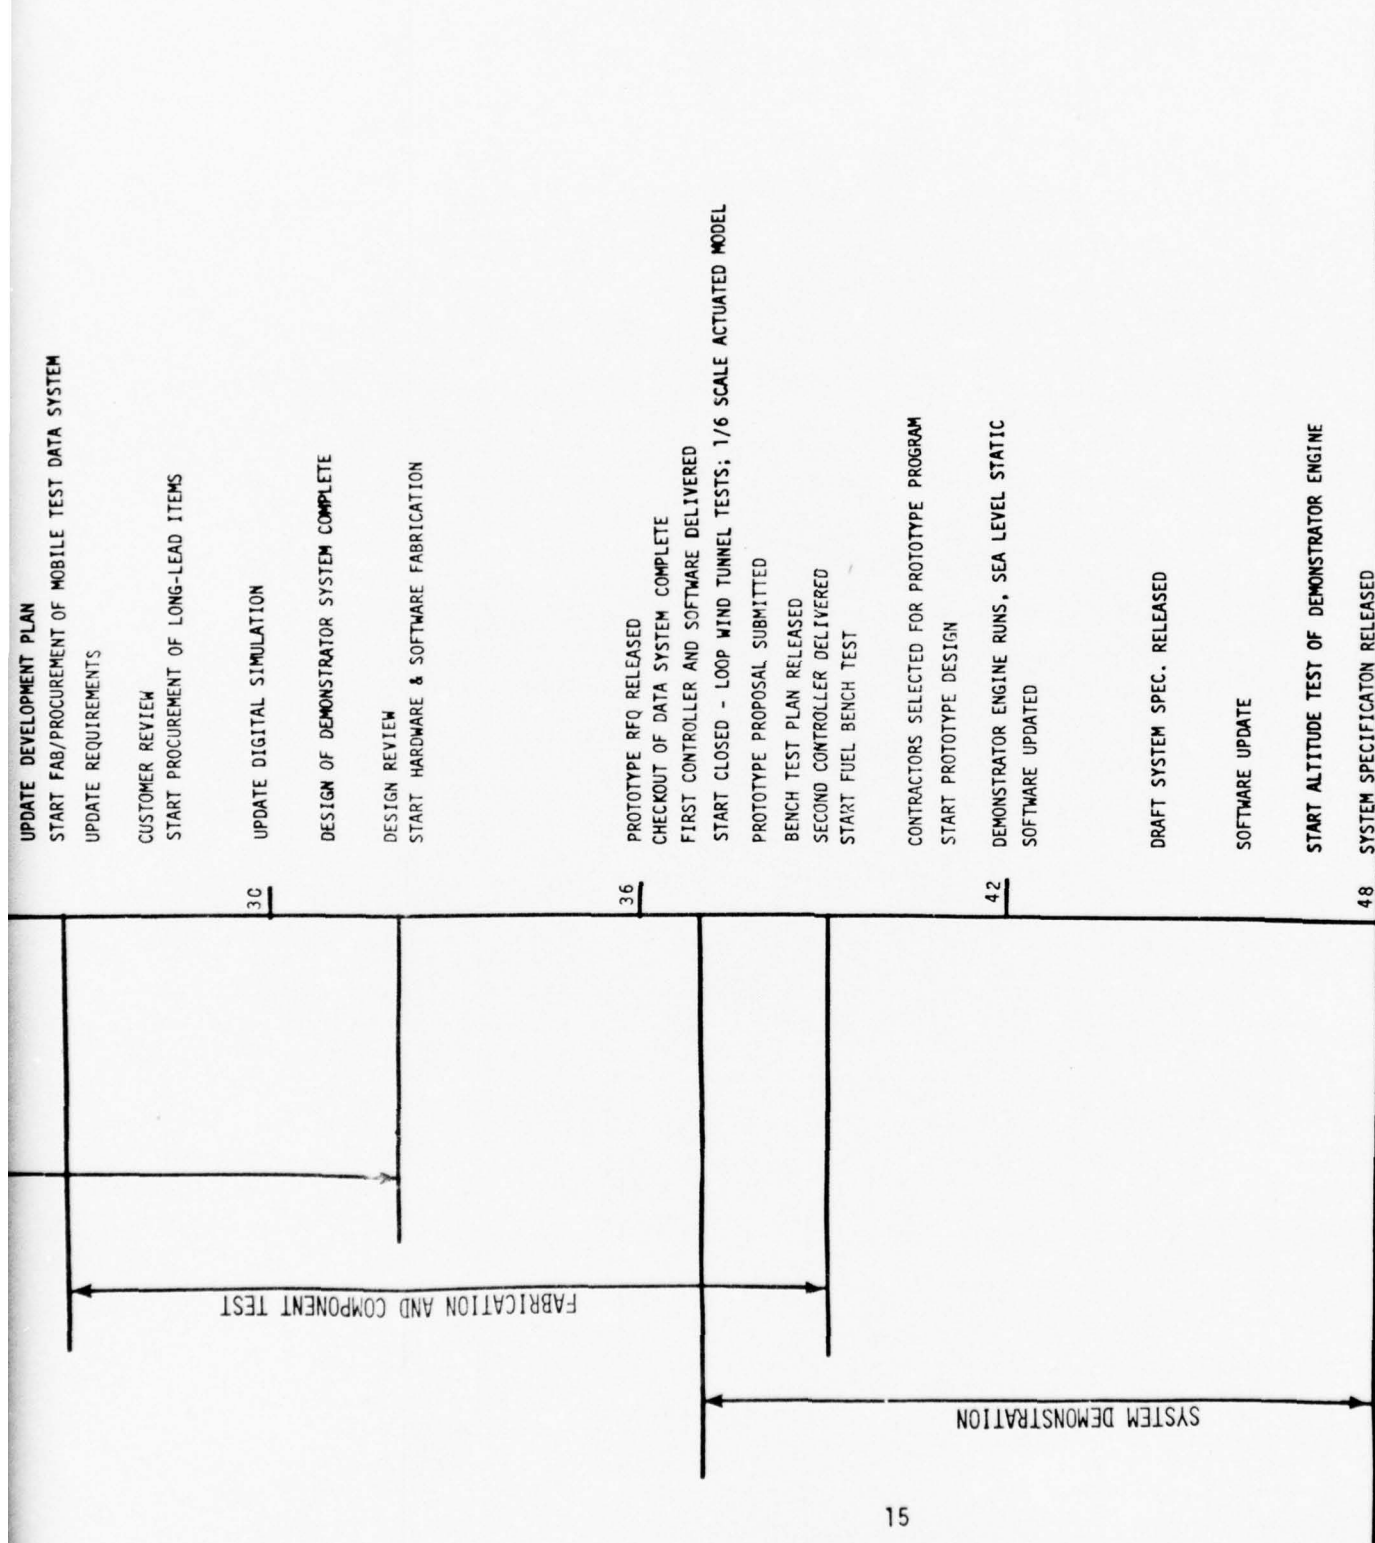 UPDATE DEVELOPMENT PLAN
START FAB/PROCUREMENT OF MOBILE TEST DATA SYSTEM
UPDATE REQUIREMENTS
CUSTOMER REVIEW
START PROCUREMENT OF LONG-LEAD ITEMS
30
UPDATE DIGITAL SIMULATION
DESIGN OF DEMONSTRATOR SYSTEM COMPLETE
DESIGN REVIEW
START HARDWARE & SOFTWARE FABRICATION
36
PROTOTYPE RFQ RELEASED
CHECKOUT OF DATA SYSTEM COMPLETE
FIRST CONTROLLER AND SOFTWARE DELIVERED
START CLOSED - LOOP WIND TUNNEL TESTS; 1/6 SCALE ACTUATED MODEL
PROTOTYPE PROPOSAL SUBMITTED
BENCH TEST PLAN RELEASED
SECOND CONTROLLER DELIVERED
START FUEL BENCH TEST
CONTRACTORS SELECTED FOR PROTOTYPE PROGRAM
START PROTOTYPE DESIGN
42
DEMONSTRATOR ENGINE RUNS, SEA LEVEL STATIC
SOFTWARE UPDATED
DRAFT SYSTEM SPEC. RELEASED
SOFTWARE UPDATE
START ALTITUDE TEST OF DEMONSTRATOR ENGINE
48
SYSTEM SPECIFICATON RELEASED
FABRICATION AND COMPONENT TEST
SYSTEM DEMONSTRATION
15